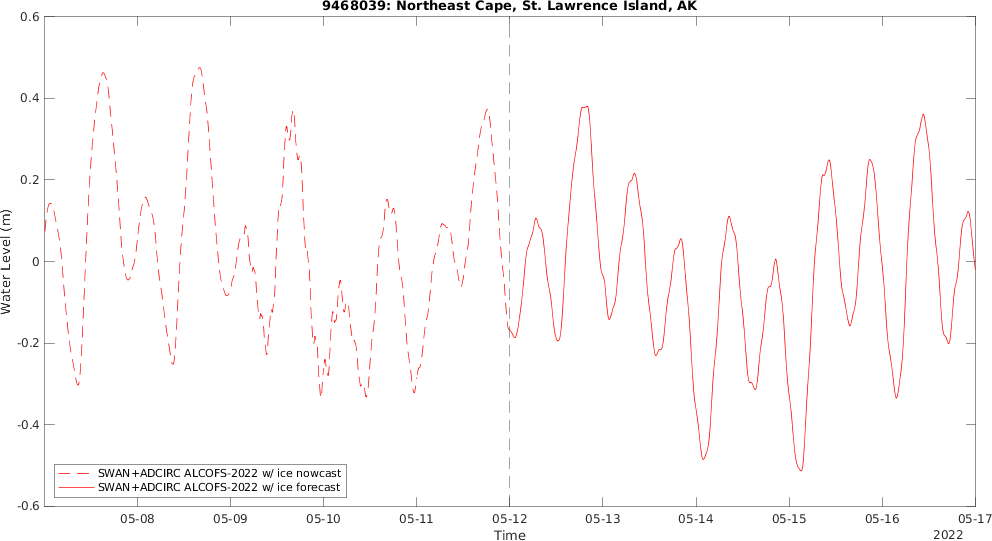 9468039: Northeast Cape, St. Lawrence Island, AK
0.6
0.4
0.2
0
-0.2
-0.4
-0.6
Water Level (m)
SWAN+ADCIRC ALCOFS-2022 w/ ice nowcast
SWAN+ADCIRC ALCOFS-2022 w/ ice forecast
05-08 05-09 05-10 05-11 05-12 05-13 05-14 05-15 05-16 05-17
Time
2022